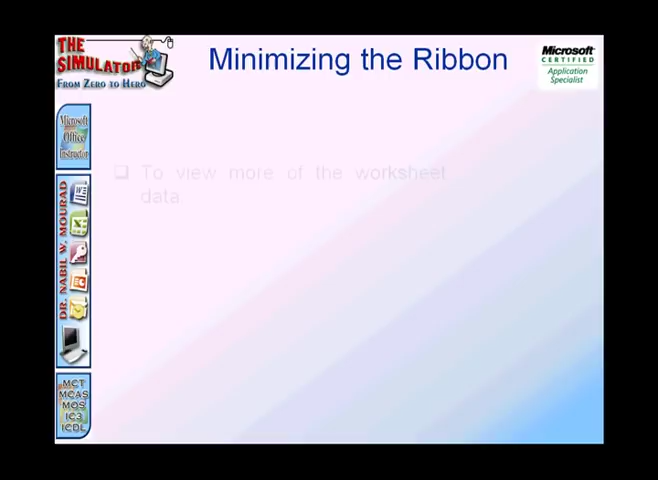 THE
SIMULATOR
FROM ZERO TO HERO
Minimizing the Ribbon
Microsoft
CERTIFIED
Application
Specialist
Microsoft
Office
Instructor
To view more of the worksheet
data
DR. NABIL W. MOURAD
MCT
MCAS
MOS
IC3
ICDL